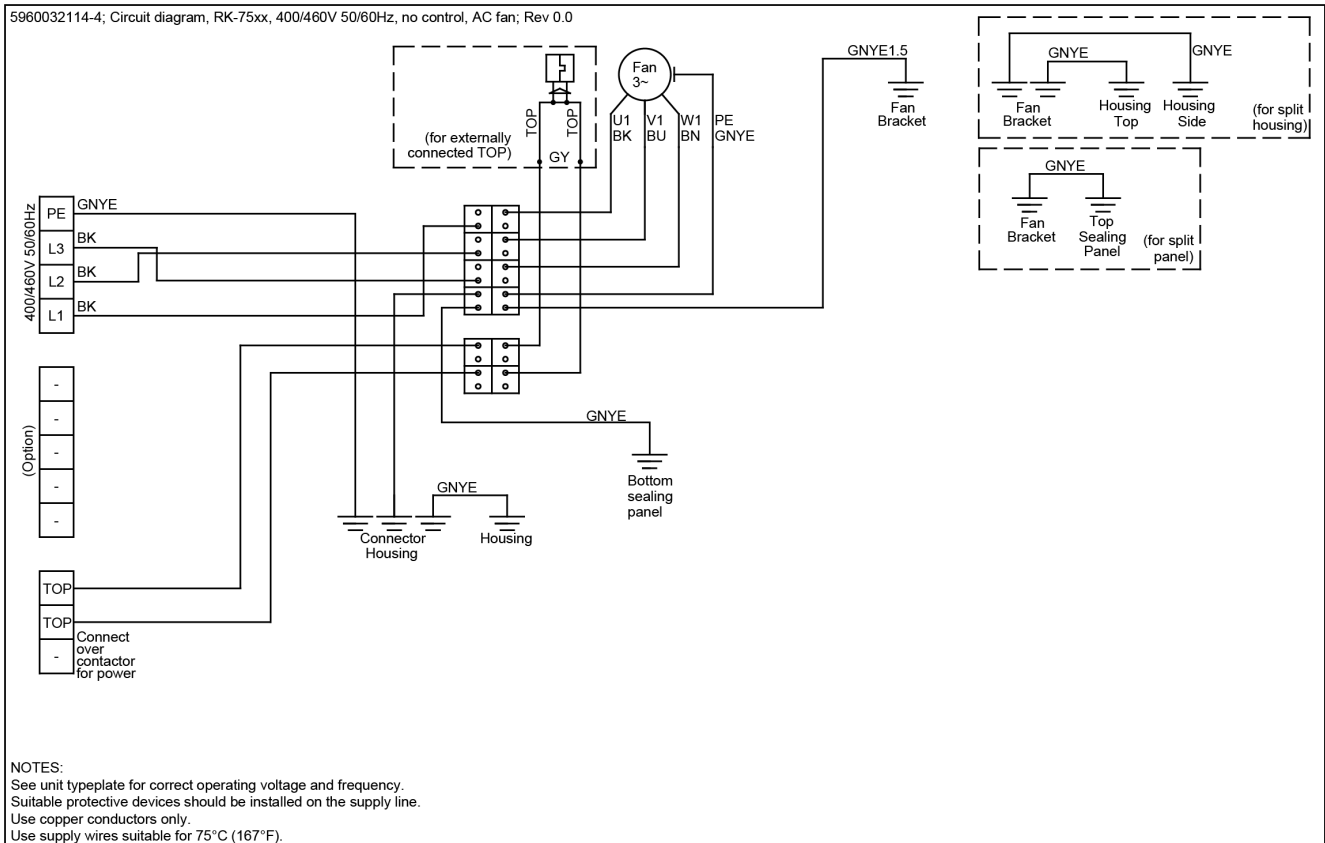 5960032114-4; Circuit diagram, RK-75xx, 400/460V 50/60Hz, no control, AC fan; Rev 0.0
TOP
TOP
(for externally
connected TOP)
GY
Fan
3~
U1
BK
V1
BU
W1
BN
PE
GNYE
GNYE1.5
Fan
Bracket
GNYE
GNYE
Fan
Bracket
Housing
Top
Housing
Side
(for split
housing)
GNYE
Fan
Bracket
Top
Sealing
Panel
(for split
panel)
400/460V 50/60Hz
PE
GNYE
L3
BK
L2
BK
L1
BK
(Option)
-
-
-
-
-
GNYE
Bottom
sealing
panel
GNYE
Connector
Housing
Housing
TOP
TOP
-
Connect
over
contactor
for power
NOTES:
See unit typeplate for correct operating voltage and frequency.
Suitable protective devices should be installed on the supply line.
Use copper conductors only.
Use supply wires suitable for 75°C (167°F).